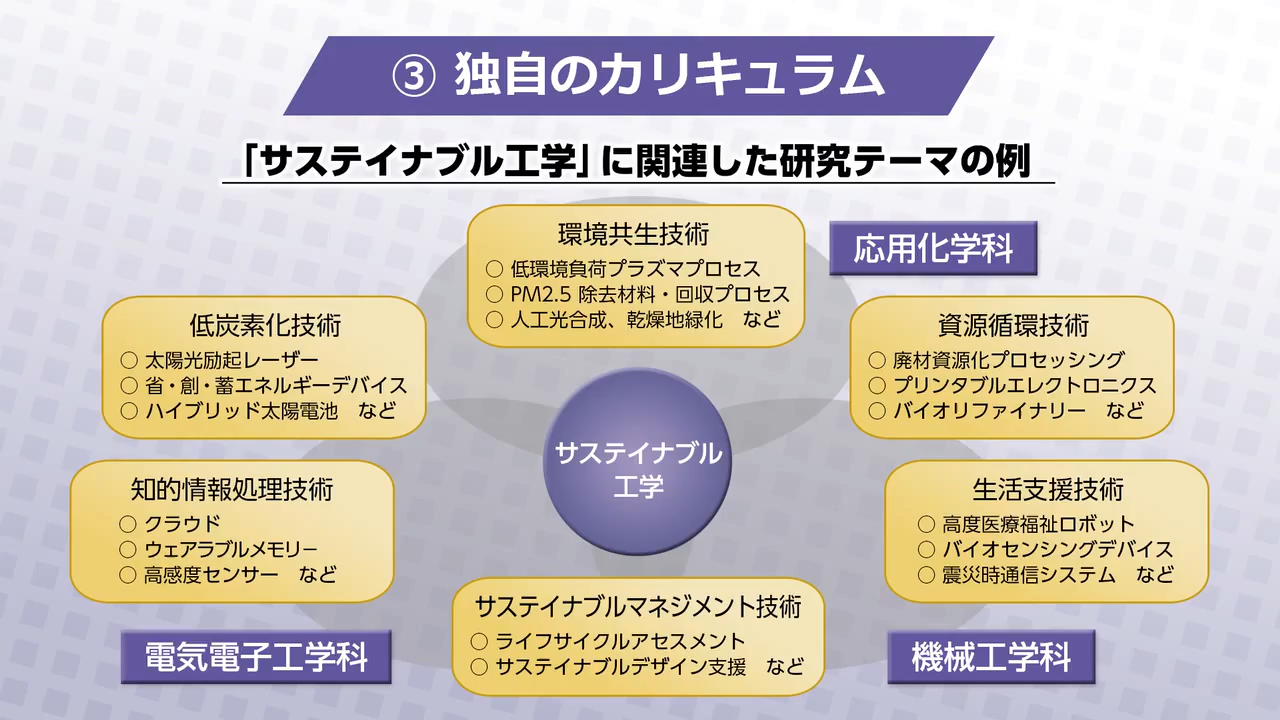 ③ 独自のカリキュラム
「サステイナブル工学」に関連した研究テーマの例
環境共生技術
○ 低環境負荷プラズマプロセス
○ PM2.5 除去材料・回収プロセス
○ 人工光合成、乾燥地緑化 など
応用化学科
低炭素化技術
○ 太陽光励起レーザー
○ 省・創・蓄エネルギーデバイス
○ ハイブリッド太陽電池 など
資源循環技術
○ 廃材資源化プロセッシング
○ プリンタブルエレクトロニクス
○ バイオリファイナリー など
サステイナブル
工学
知的情報処理技術
○ クラウド
○ ウェアラブルメモリー
○ 高感度センサー など
生活支援技術
○ 高度医療福祉ロボット
○ バイオセンシングデバイス
○ 震災時通信システム など
サステイナブルマネジメント技術
○ ライフサイクルアセスメント
○ サステイナブルデザイン支援 など
電気電子工学科
機械工学科